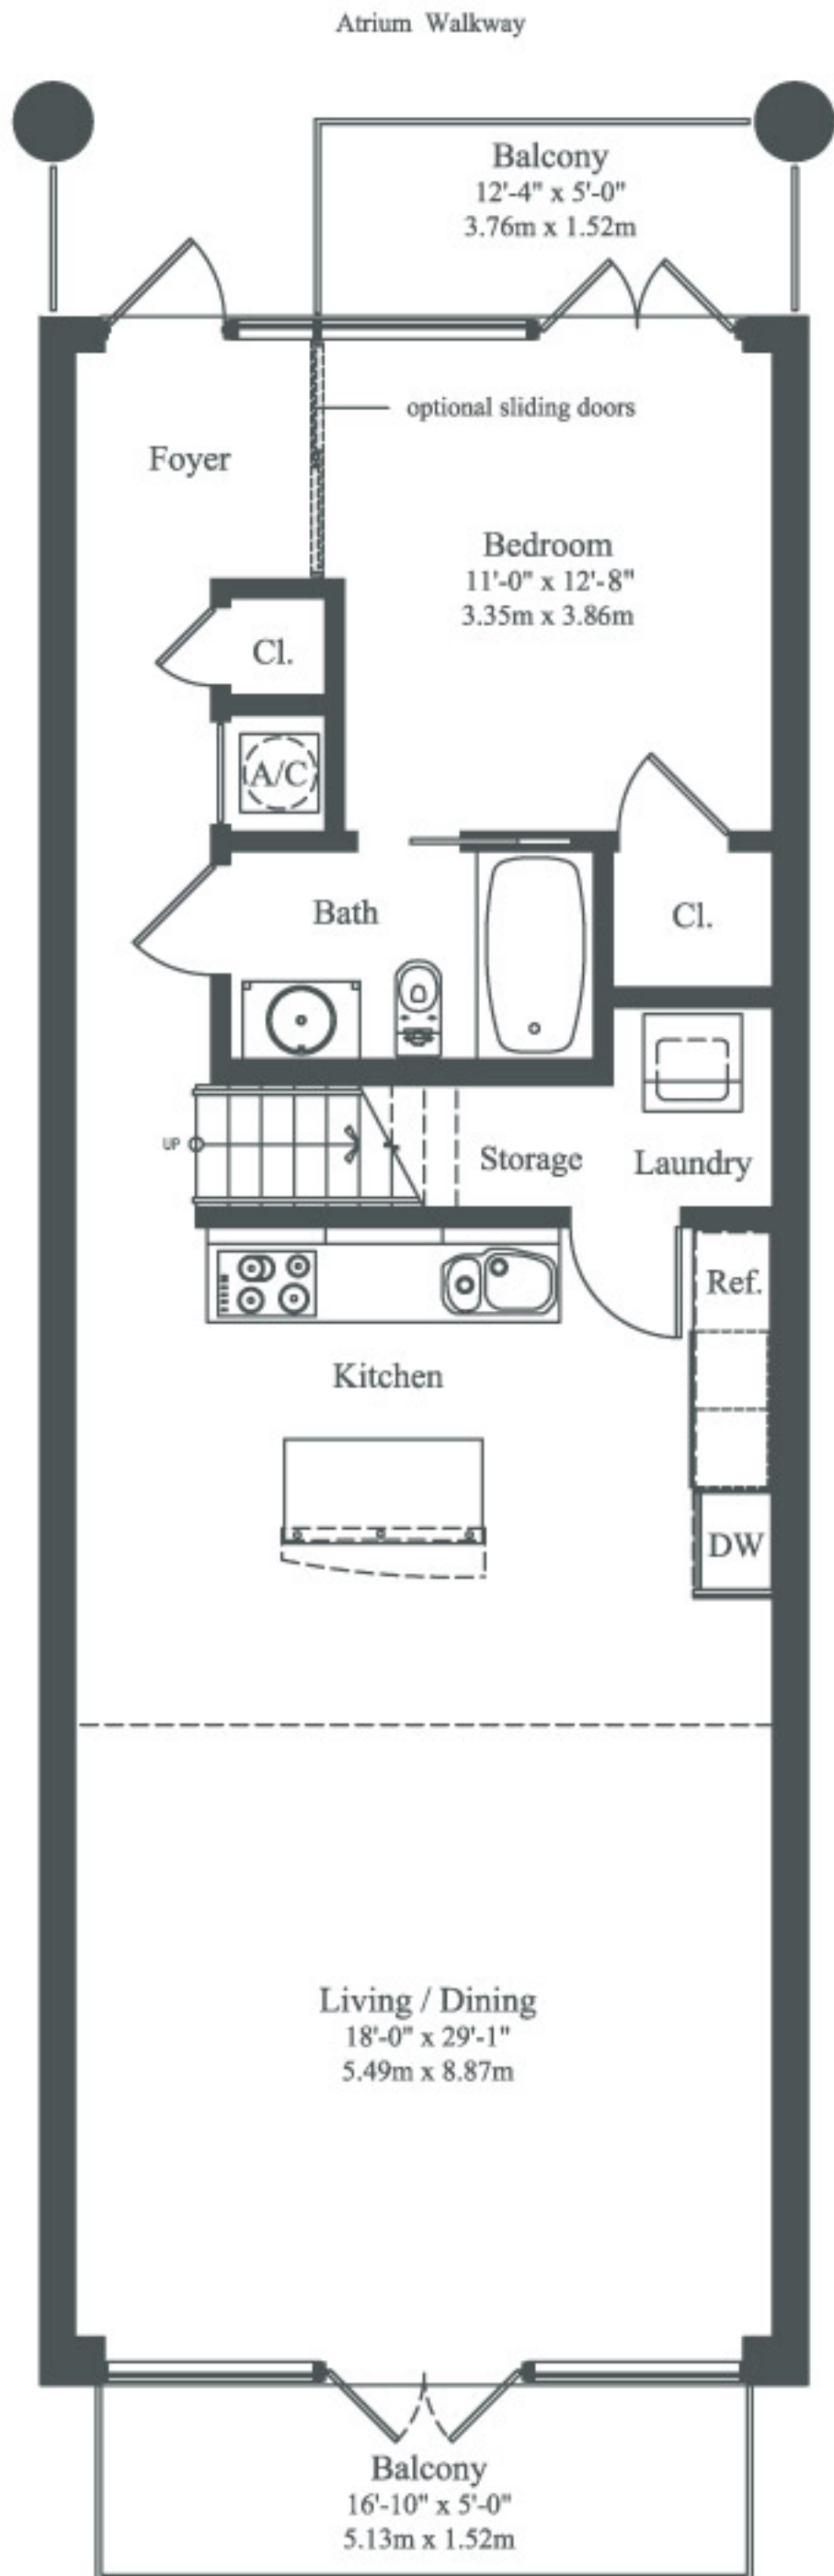 Atrium Walkway
Balcony
12'-4" x 5'-0"
3.76m x 1.52m
optional sliding doors
Foyer
Bedroom
11'-0" x 12'-8"
3.35m x 3.86m
Cl.
A/C
Bath
Cl.
UP
Storage
Laundry
Ref.
Kitchen
DW
Living / Dining
18'-0" x 29'-1"
5.49m x 8.87m
Balcony
16'-10" x 5'-0"
5.13m x 1.52m